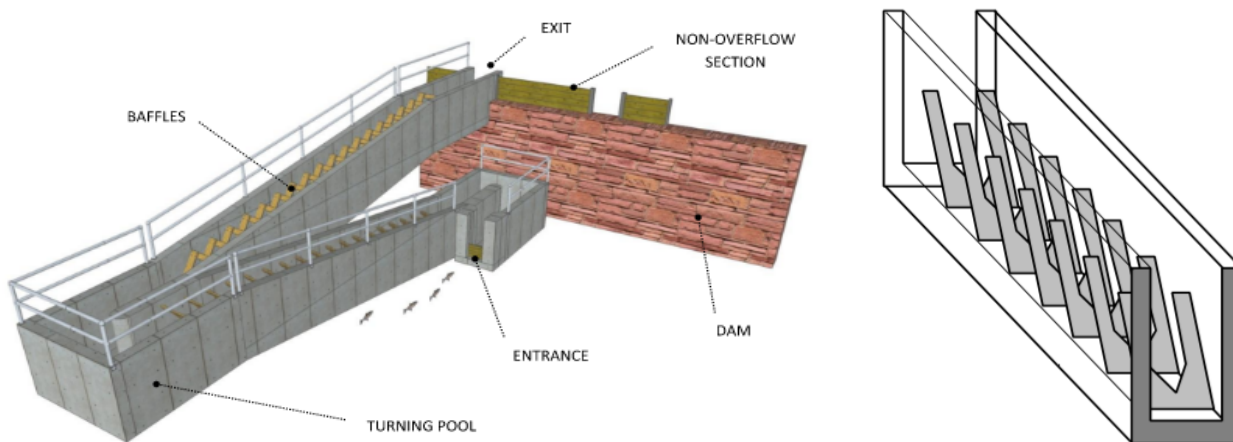 EXIT
NON-OVERFLOW
SECTION
BAFFLES
DAM
ENTRANCE
TURNING POOL